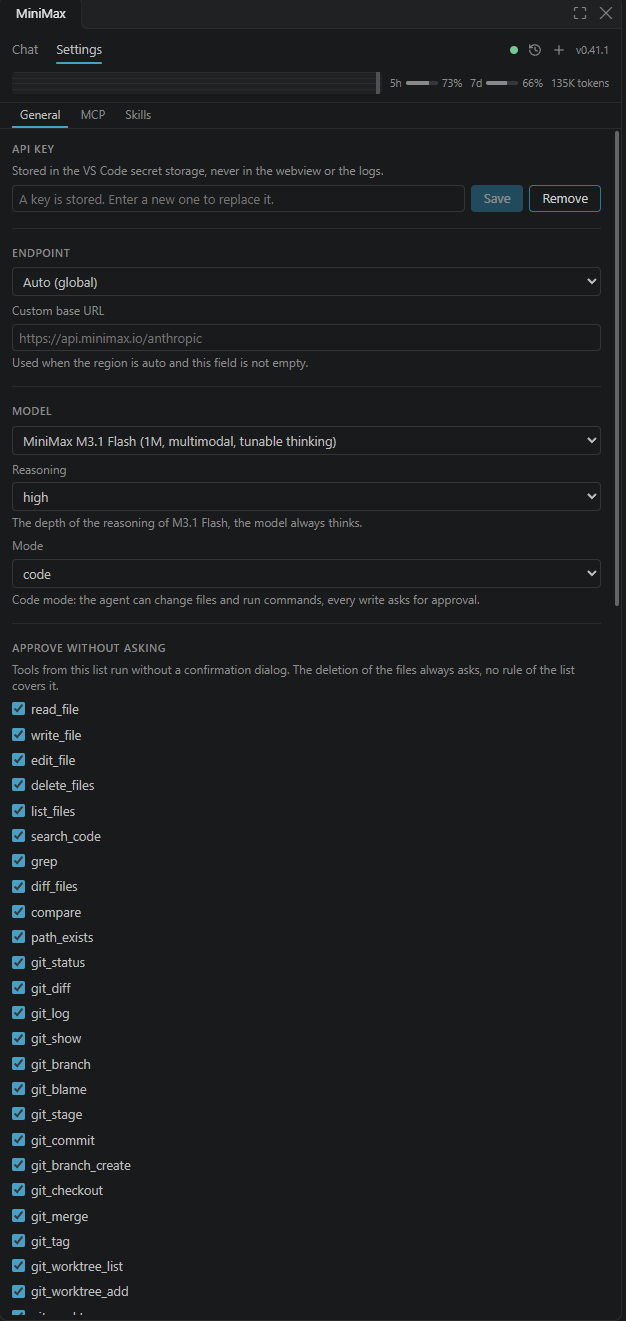 MiniMax
Chat Settings v0.41.1
5h 73% 7d 66% 135K tokens
General MCP Skills
API KEY
Stored in the VS Code secret storage, never in the webview or the logs.
A key is stored. Enter a new one to replace it. Save Remove
ENDPOINT
Auto (global)
Custom base URL
https://api.minimax.io/anthropic
Used when the region is auto and this field is not empty.
MODEL
MiniMax M3.1 Flash (1M, multimodal, tunable thinking)
Reasoning
high
The depth of the reasoning of M3.1 Flash, the model always thinks.
Mode
code
Code mode: the agent can change files and run commands, every write asks for approval.
APPROVE WITHOUT ASKING
Tools from this list run without a confirmation dialog. The deletion of the files always asks, no rule of the list
covers it.
read_file
write_file
edit_file
delete_files
list_files
search_code
grep
diff_files
compare
path_exists
git_status
git_diff
git_log
git_show
git_branch
git_blame
git_stage
git_commit
git_branch_create
git_checkout
git_merge
git_tag
git_worktree_list
git_worktree_add